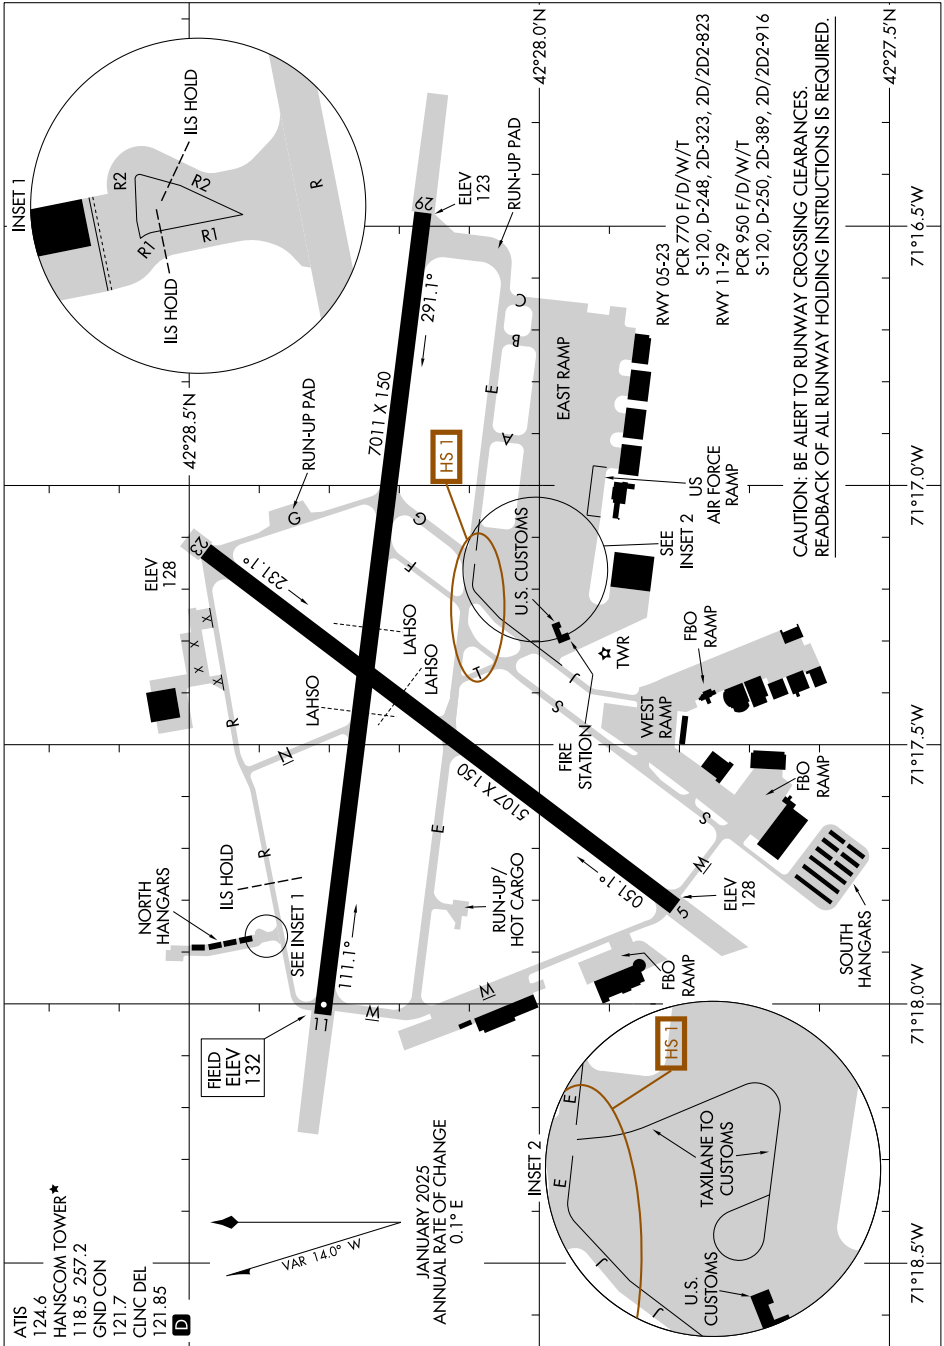 ATIS
124.6
HANSCOM TOWER★
118.5 257.2
GND CON
121.7
CLNC DEL
121.85
D
VAR 14.0° W
JANUARY 2025
ANNUAL RATE OF CHANGE
0.1° E
FIELD
ELEV
132
NORTH
HANGARS
ILS HOLD
SEE INSET 1
11
111.1°
R
R
N
X
X
X
X
ELEV
128
23
231.1°
G
RUN-UP PAD
G
F
LAHSO
LAHSO
LAHSO
7011 X 150
291.1°
29
ELEV
123
RUN-UP PAD
INSET 1
R2
R2
R1
R1
ILS HOLD
ILS HOLD
R
HS 1
E
A
B
C
EAST RAMP
U.S. CUSTOMS
SEE
INSET 2
US
AIR FORCE
RAMP
TWR
FIRE
STATION
T
J
S
S
E
5107 X 150
051.1°
5
ELEV
128
M
M
M
RUN-UP/
HOT CARGO
FBO
RAMP
WEST
RAMP
FBO
RAMP
FBO
RAMP
SOUTH
HANGARS
INSET 2
HS 1
E
E
J
J
TAXILANE TO
CUSTOMS
U.S.
CUSTOMS
RWY 05-23
PCR 770 F/D/W/T
S-120, D-248, 2D-323, 2D/2D2-823
RWY 11-29
PCR 950 F/D/W/T
S-120, D-250, 2D-389, 2D/2D2-916
CAUTION: BE ALERT TO RUNWAY CROSSING CLEARANCES.
READBACK OF ALL RUNWAY HOLDING INSTRUCTIONS IS REQUIRED.
42°28.5'N
42°28.0'N
42°27.5'N
71°18.5'W
71°18.0'W
71°17.5'W
71°17.0'W
71°16.5'W